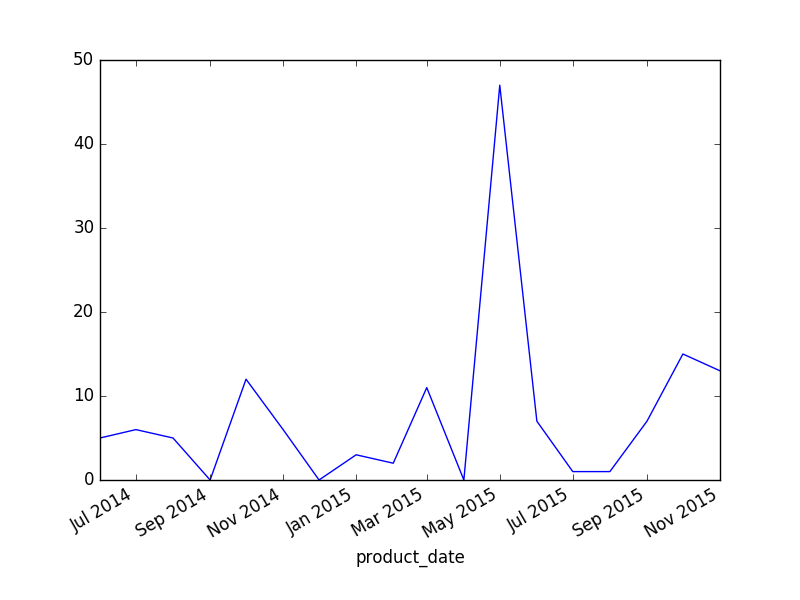 50
40
30
20
10
0
Jul 2014
Sep 2014
Nov 2014
Jan 2015
Mar 2015
May 2015
Jul 2015
Sep 2015
Nov 2015
product_date